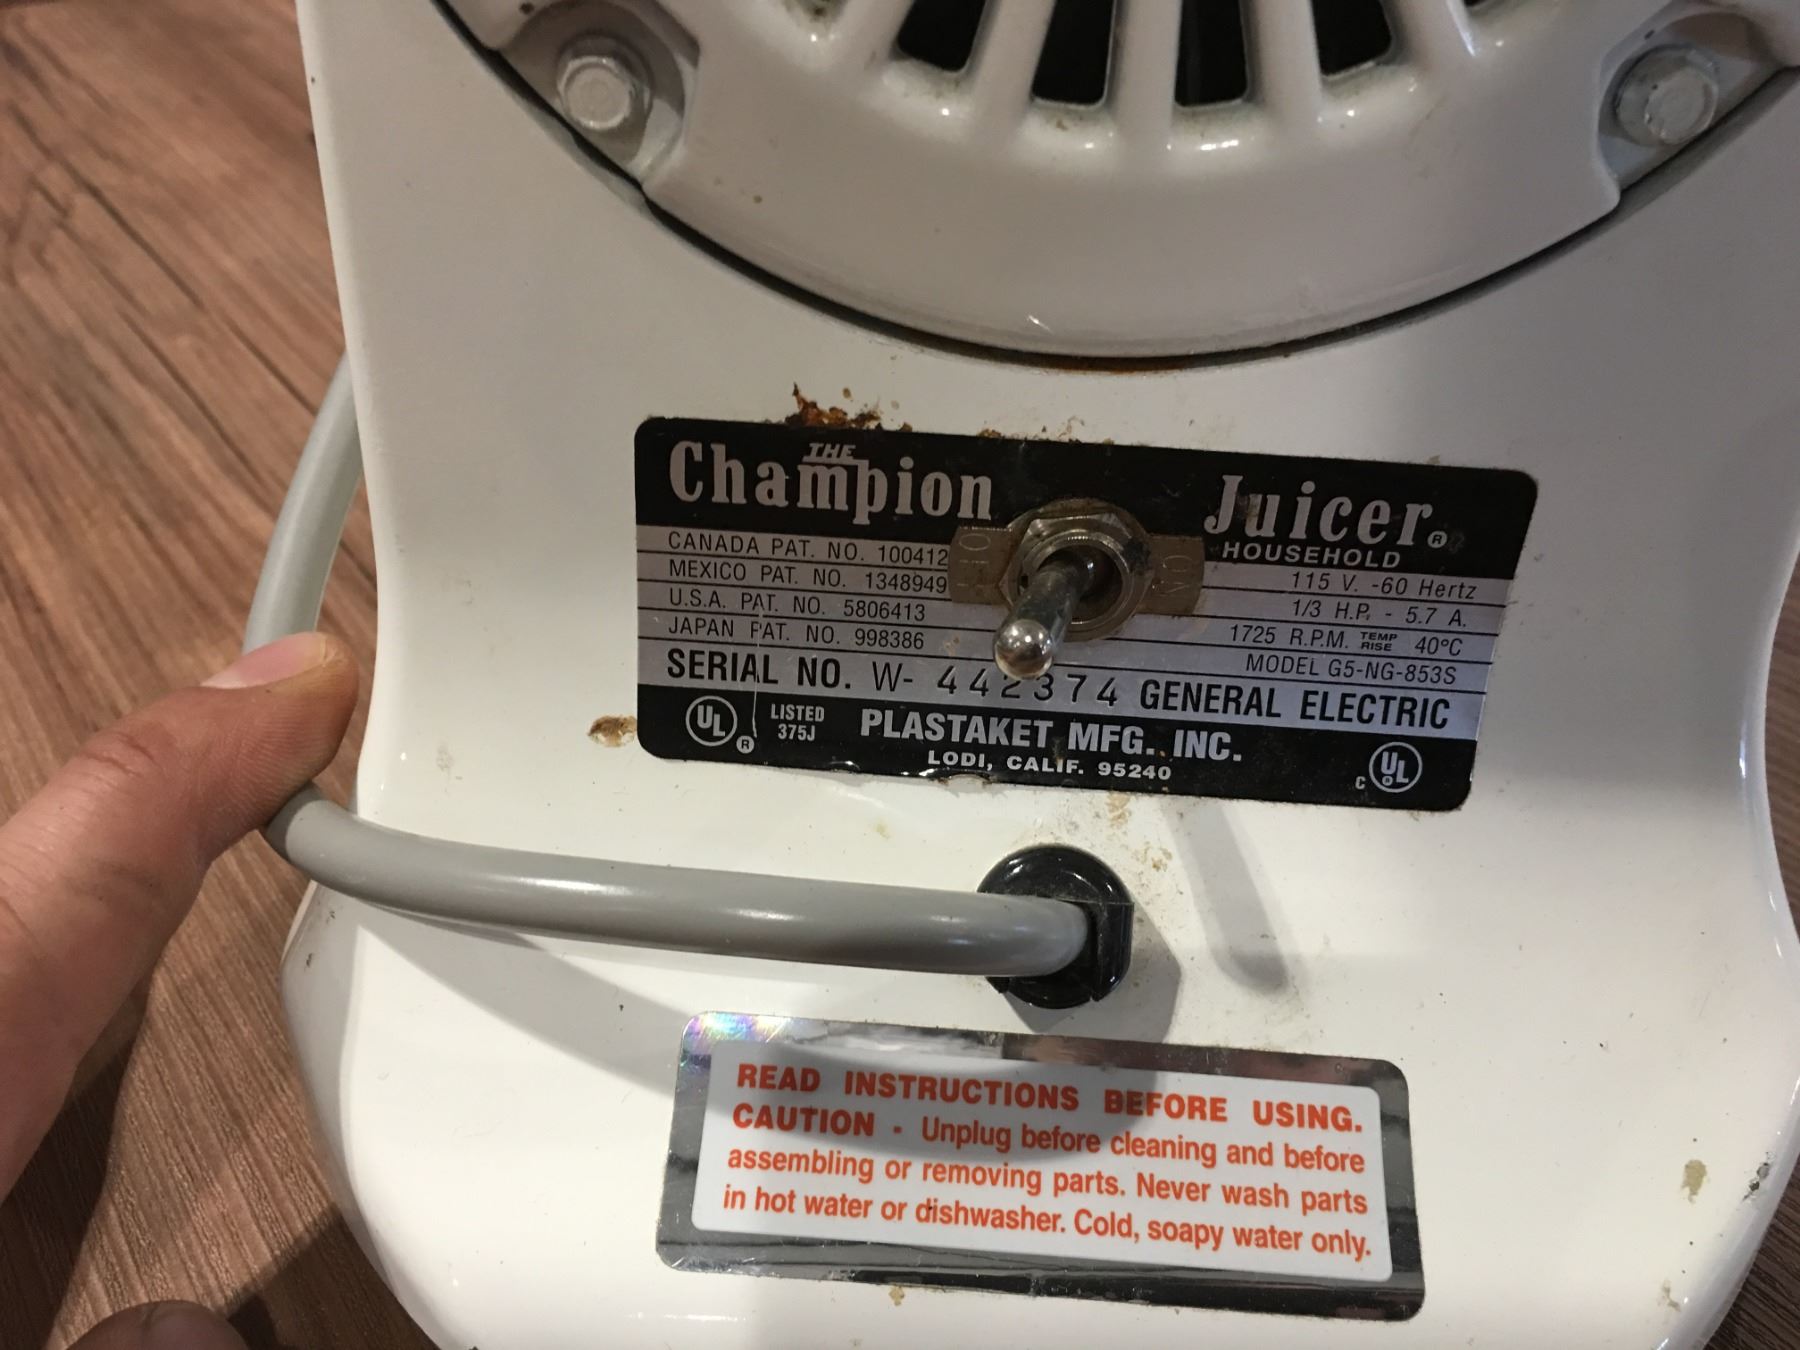 THE
Champion Juicer®
HOUSEHOLD
CANADA PAT. NO. 100412
MEXICO PAT. NO. 1348949
U.S.A. PAT. NO. 5806413
JAPAN PAT. NO. 998386
OFF
ON
115 V. -60 Hertz
1/3 H.P. - 5.7 A.
1725 R.P.M. TEMP RISE 40°C
MODEL G5-NG-853S
SERIAL NO. W- 442374 GENERAL ELECTRIC
UL® LISTED 375J
PLASTAKET MFG. INC.
LODI, CALIF. 95240
C UL®
READ INSTRUCTIONS BEFORE USING.
CAUTION - Unplug before cleaning and before
assembling or removing parts. Never wash parts
in hot water or dishwasher. Cold, soapy water only.